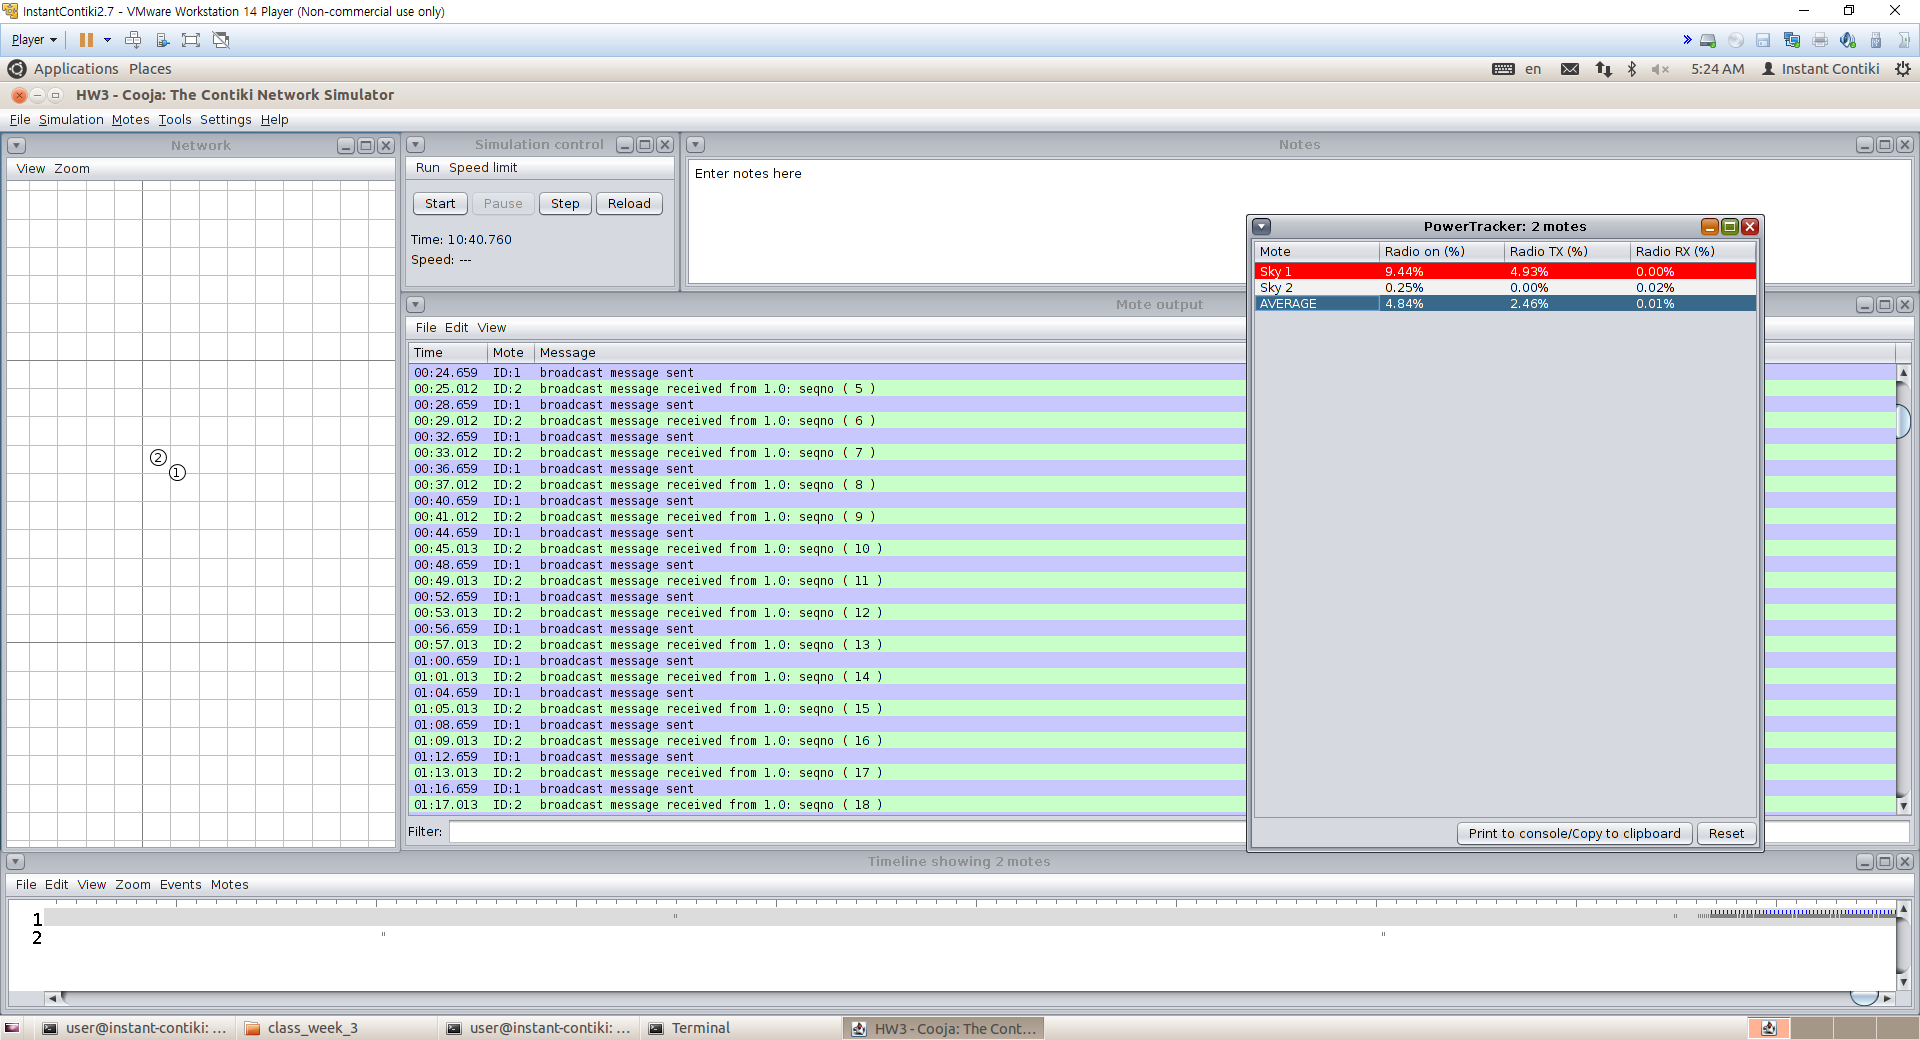 InstantContiki2.7 - VMware Workstation 14 Player (Non-commercial use only)
Player
Applications Places
en
5:24 AM
Instant Contiki
HW3 - Cooja: The Contiki Network Simulator
File Simulation Motes Tools Settings Help
Network
View Zoom
2
1
Simulation control
Run Speed limit
Start Pause Step Reload
Time: 10:40.760
Speed: ---
Notes
Enter notes here
Mote output
File Edit View
Time Mote Message
00:24.659 ID:1 broadcast message sent
00:25.012 ID:2 broadcast message received from 1.0: seqno ( 5 )
00:28.659 ID:1 broadcast message sent
00:29.012 ID:2 broadcast message received from 1.0: seqno ( 6 )
00:32.659 ID:1 broadcast message sent
00:33.012 ID:2 broadcast message received from 1.0: seqno ( 7 )
00:36.659 ID:1 broadcast message sent
00:37.012 ID:2 broadcast message received from 1.0: seqno ( 8 )
00:40.659 ID:1 broadcast message sent
00:41.012 ID:2 broadcast message received from 1.0: seqno ( 9 )
00:44.659 ID:1 broadcast message sent
00:45.013 ID:2 broadcast message received from 1.0: seqno ( 10 )
00:48.659 ID:1 broadcast message sent
00:49.013 ID:2 broadcast message received from 1.0: seqno ( 11 )
00:52.659 ID:1 broadcast message sent
00:53.013 ID:2 broadcast message received from 1.0: seqno ( 12 )
00:56.659 ID:1 broadcast message sent
00:57.013 ID:2 broadcast message received from 1.0: seqno ( 13 )
01:00.659 ID:1 broadcast message sent
01:01.013 ID:2 broadcast message received from 1.0: seqno ( 14 )
01:04.659 ID:1 broadcast message sent
01:05.013 ID:2 broadcast message received from 1.0: seqno ( 15 )
01:08.659 ID:1 broadcast message sent
01:09.013 ID:2 broadcast message received from 1.0: seqno ( 16 )
01:12.659 ID:1 broadcast message sent
01:13.013 ID:2 broadcast message received from 1.0: seqno ( 17 )
01:16.659 ID:1 broadcast message sent
01:17.013 ID:2 broadcast message received from 1.0: seqno ( 18 )
Filter:
PowerTracker: 2 motes
Mote Radio on (%) Radio TX (%) Radio RX (%)
Sky 1 9.44% 4.93% 0.00%
Sky 2 0.25% 0.00% 0.02%
AVERAGE 4.84% 2.46% 0.01%
Print to console/Copy to clipboard Reset
Timeline showing 2 motes
File Edit View Zoom Events Motes
1
2
user@instant-contiki: ...
class_week_3
user@instant-contiki: ...
Terminal
HW3 - Cooja: The Cont...